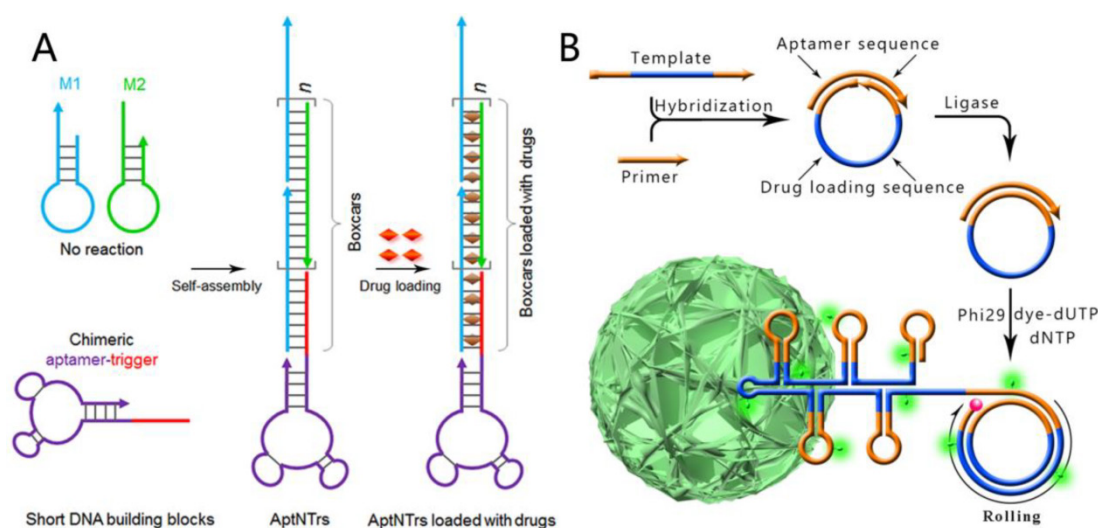 A
M1
M2
No reaction
Chimeric
aptamer-trigger
Short DNA building blocks
Self-assembly
n
Boxcars
AptNTrs
Drug loading
n
Boxcars loaded with drugs
AptNTrs loaded with drugs
B
Template
Hybridization
Primer
Aptamer sequence
Drug loading sequence
Ligase
Phi29
dye-dUTP
dNTP
Rolling